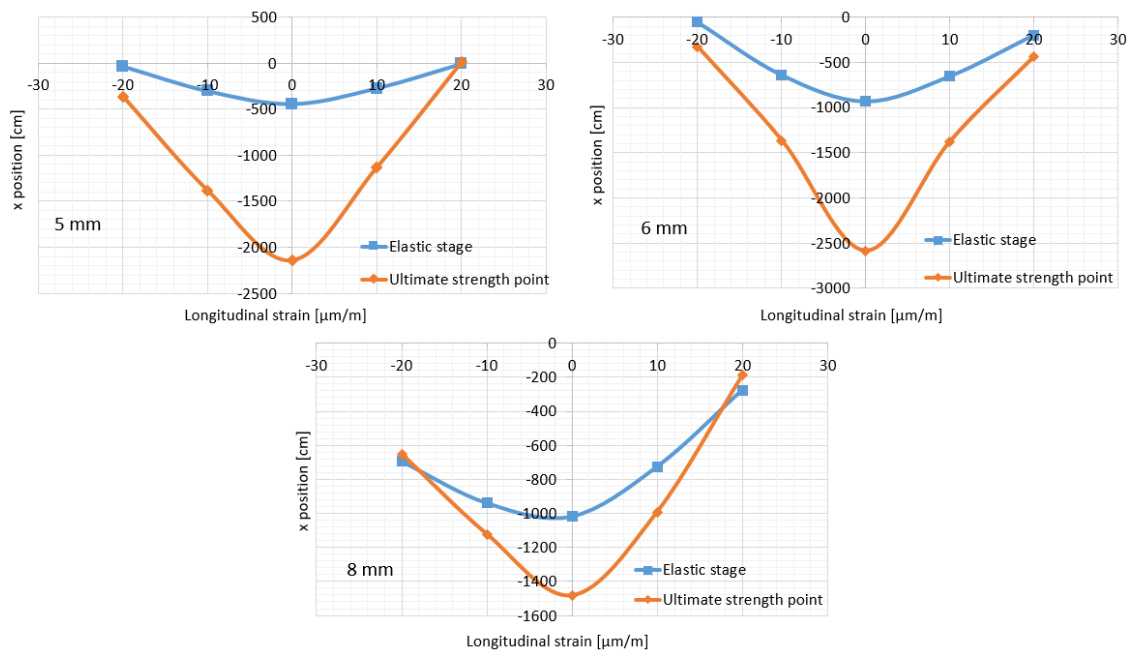 500
0
-30 -20 -10 0 10 20 30
-500
-1000
-1500
-2000
-2500
x position [cm]
5 mm
Elastic stage
Ultimate strength point
Longitudinal strain [µm/m]
0
-30 -20 -10 0 10 20 30
-500
-1000
-1500
-2000
-2500
-3000
x position [cm]
6 mm
Elastic stage
Ultimate strength point
Longitudinal strain [µm/m]
0
-30 -20 -10 0 10 20 30
-200
-400
-600
-800
-1000
-1200
-1400
-1600
x position [cm]
8 mm
Elastic stage
Ultimate strength point
Longitudinal strain [µm/m]